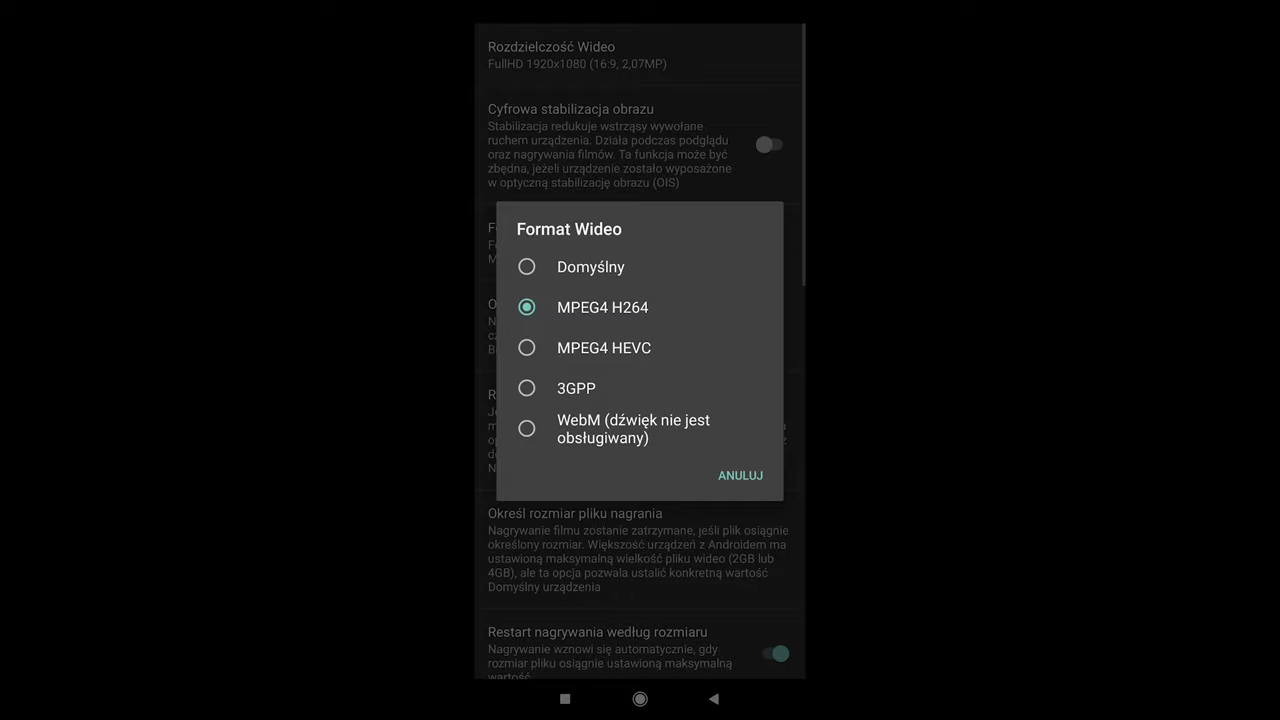 Rozdzielczość Wideo
FullHD 1920x1080 (16:9, 2,07MP)
Cyfrowa stabilizacja obrazu
Stabilizacja redukuje wstrząsy wywołane
ruchem urządzenia. Działa podczas podglądu
oraz nagrywania filmów. Ta funkcja może być
zbędna, jeżeli urządzenie zostało wyposażone
w optyczną stabilizację obrazu (OIS)
Format Wideo
Domyślny
MPEG4 H264
MPEG4 HEVC
3GPP
WebM (dźwięk nie jest
obsługiwany)
ANULUJ
Określ rozmiar pliku nagrania
Nagrywanie filmu zostanie zatrzymane, jeśli plik osiągnie
określony rozmiar. Większość urządzeń z Androidem ma
ustawioną maksymalną wielkość pliku wideo (2GB lub
4GB), ale ta opcja pozwala ustalić konkretną wartość
Domyślny urządzenia
Restart nagrywania według rozmiaru
Nagrywanie wznowi się automatycznie, gdy
rozmiar pliku osiągnie ustawioną maksymalną
wartość